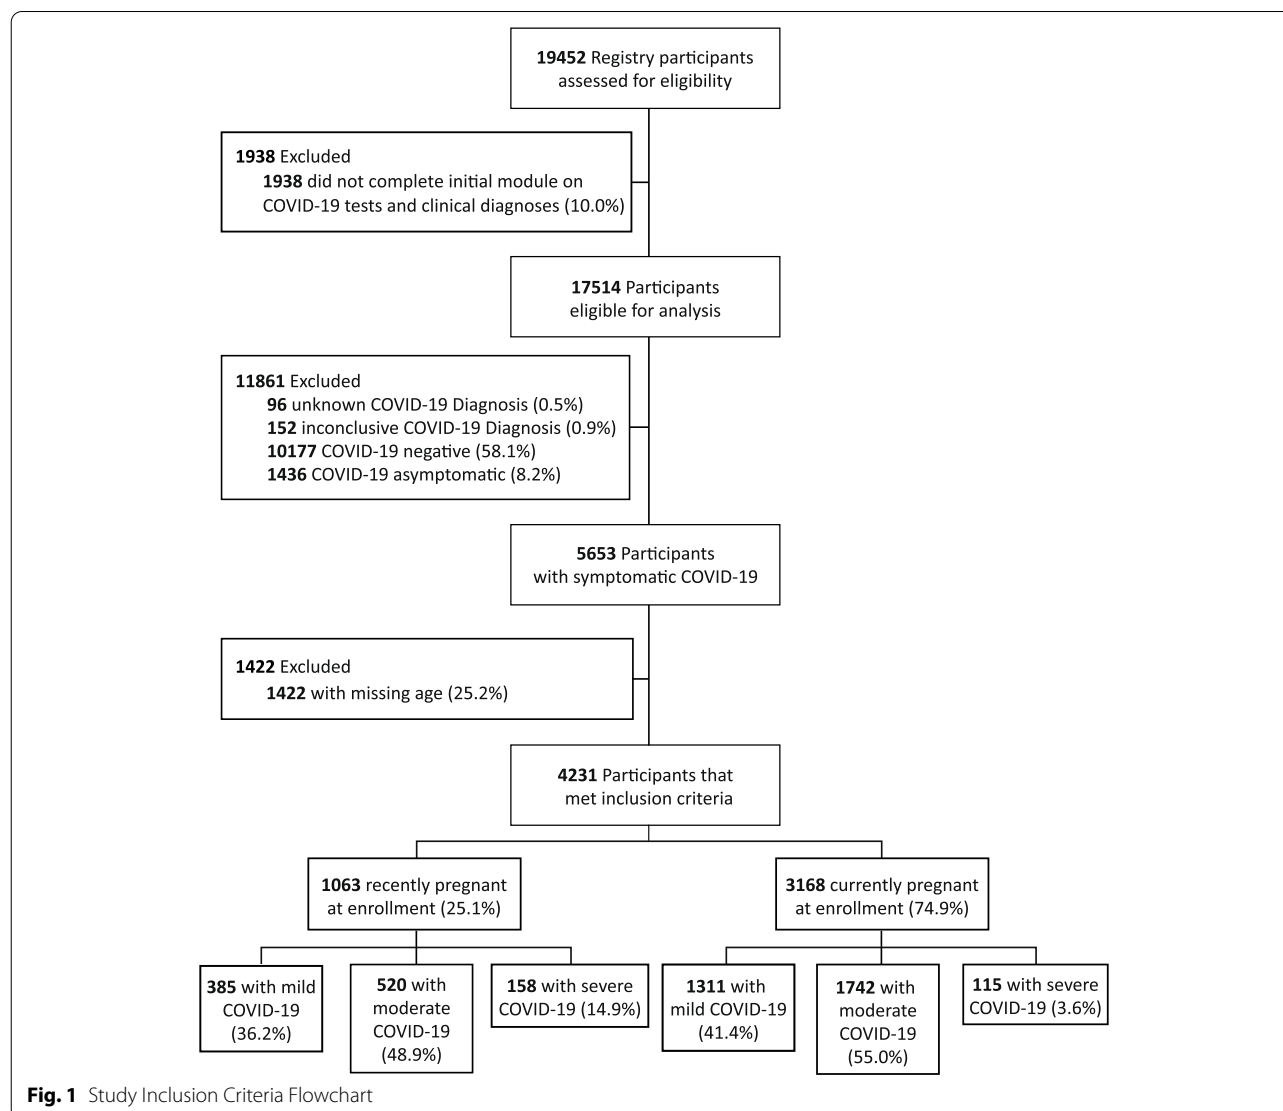 19452 Registry participants
assessed for eligibility
1938 Excluded
1938 did not complete initial module on
COVID-19 tests and clinical diagnoses (10.0%)
17514 Participants
eligible for analysis
11861 Excluded
96 unknown COVID-19 Diagnosis (0.5%)
152 inconclusive COVID-19 Diagnosis (0.9%)
10177 COVID-19 negative (58.1%)
1436 COVID-19 asymptomatic (8.2%)
5653 Participants
with symptomatic COVID-19
1422 Excluded
1422 with missing age (25.2%)
4231 Participants that
met inclusion criteria
1063 recently pregnant
at enrollment (25.1%)
3168 currently pregnant
at enrollment (74.9%)
385 with mild
COVID-19
(36.2%)
520 with
moderate
COVID-19
(48.9%)
158 with severe
COVID-19 (14.9%)
1311 with
mild COVID-19
(41.4%)
1742 with
moderate
COVID-19
(55.0%)
115 with severe
COVID-19 (3.6%)
Fig. 1 Study Inclusion Criteria Flowchart